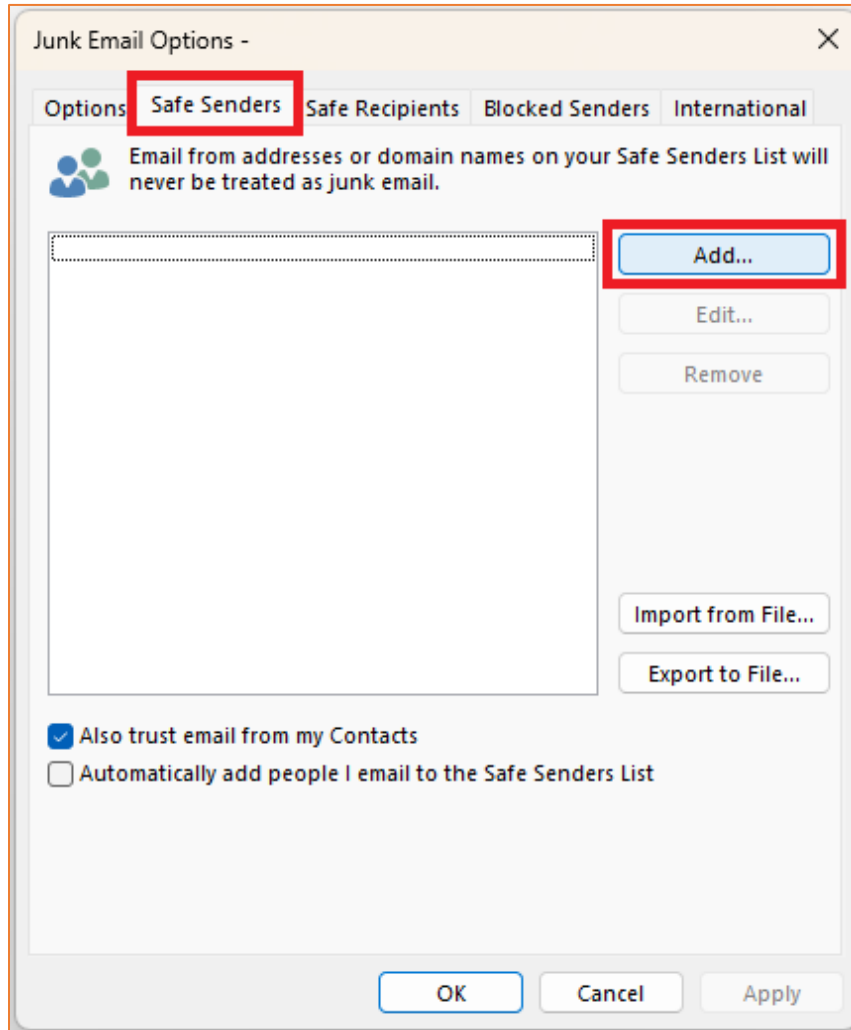 Junk Email Options -
Options Safe Senders Safe Recipients Blocked Senders International
Email from addresses or domain names on your Safe Senders List will
never be treated as junk email.
Add...
Edit...
Remove
Import from File...
Export to File...
Also trust email from my Contacts
Automatically add people I email to the Safe Senders List
OK Cancel Apply